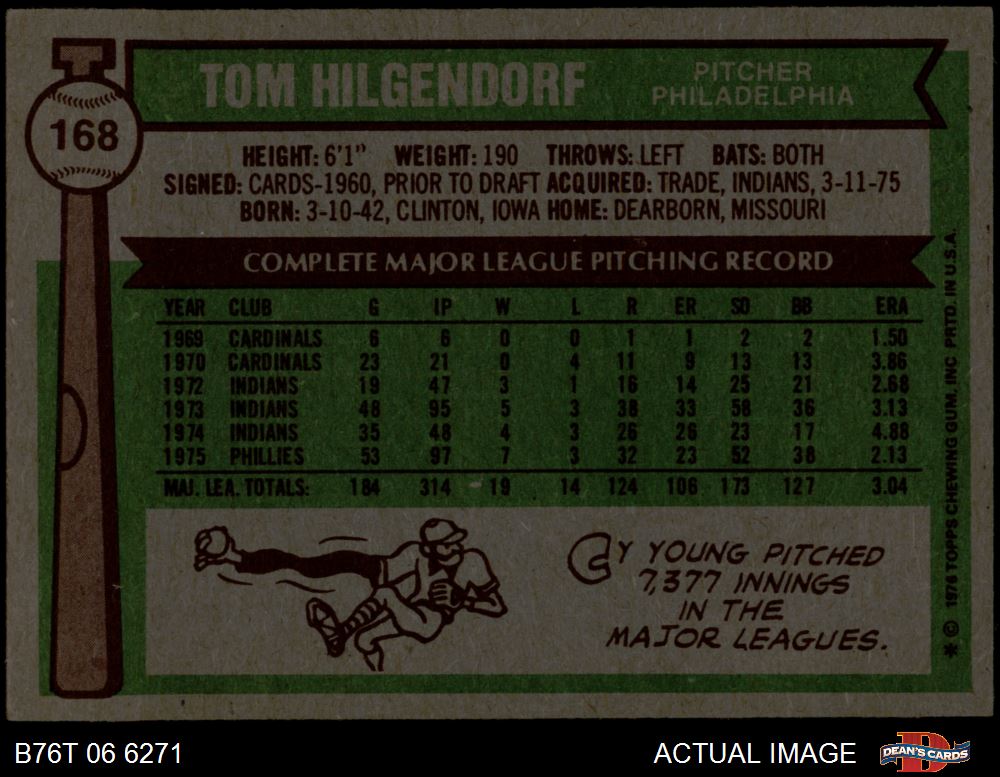 168
TOM HILGENDORF
PITCHER
PHILADELPHIA
HEIGHT: 6'1" WEIGHT: 190 THROWS: LEFT BATS: BOTH
SIGNED: CARDS-1960, PRIOR TO DRAFT ACQUIRED: TRADE, INDIANS, 3-11-75
BORN: 3-10-42, CLINTON, IOWA HOME: DEARBORN, MISSOURI
COMPLETE MAJOR LEAGUE PITCHING RECORD
YEAR CLUB G IP W L R ER SO BB ERA
1969 CARDINALS 6 6 0 0 1 1 2 2 1.50
1970 CARDINALS 23 21 0 4 11 9 13 13 3.86
1972 INDIANS 19 47 3 1 16 14 25 21 2.68
1973 INDIANS 48 95 5 3 38 33 58 36 3.13
1974 INDIANS 35 48 4 3 26 26 23 17 4.88
1975 PHILLIES 53 97 7 3 32 23 52 38 2.13
MAJ. LEA. TOTALS: 184 314 19 14 124 106 173 127 3.04
CY YOUNG PITCHED
7,377 INNINGS
IN THE
MAJOR LEAGUES.
* © 1976 TOPPS CHEWING GUM, INC PRTD. IN U.S.A.
B76T 06 6271
ACTUAL IMAGE
D
DEAN'S CARDS